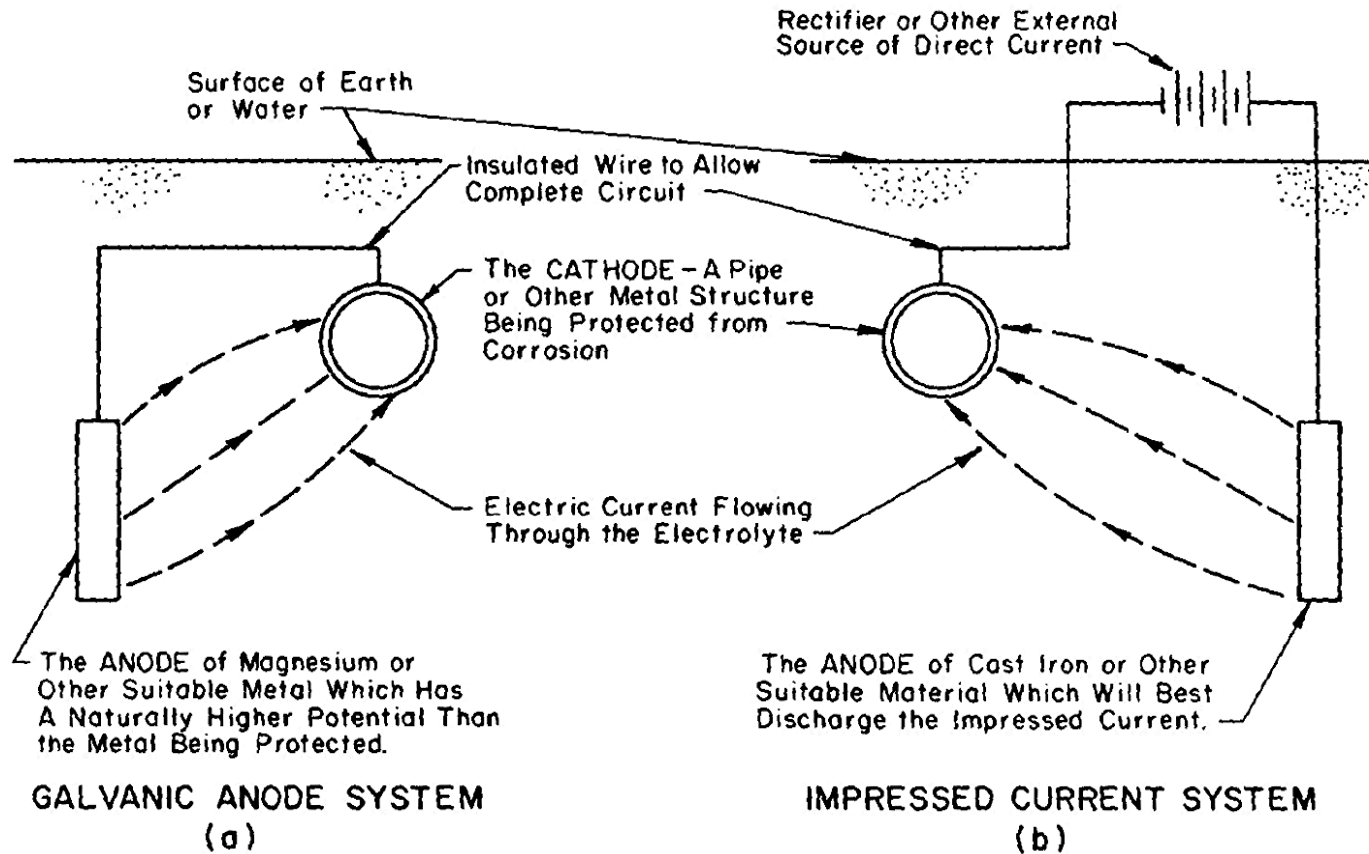 Rectifier or Other External
Source of Direct Current
Surface of Earth
or Water
Insulated Wire to Allow
Complete Circuit
The CATHODE - A Pipe
or Other Metal Structure
Being Protected from
Corrosion
Electric Current Flowing
Through the Electrolyte
The ANODE of Magnesium or
Other Suitable Metal Which Has
A Naturally Higher Potential Than
the Metal Being Protected.
The ANODE of Cast Iron or Other
Suitable Material Which Will Best
Discharge the Impressed Current.
GALVANIC ANODE SYSTEM
(a)
IMPRESSED CURRENT SYSTEM
(b)